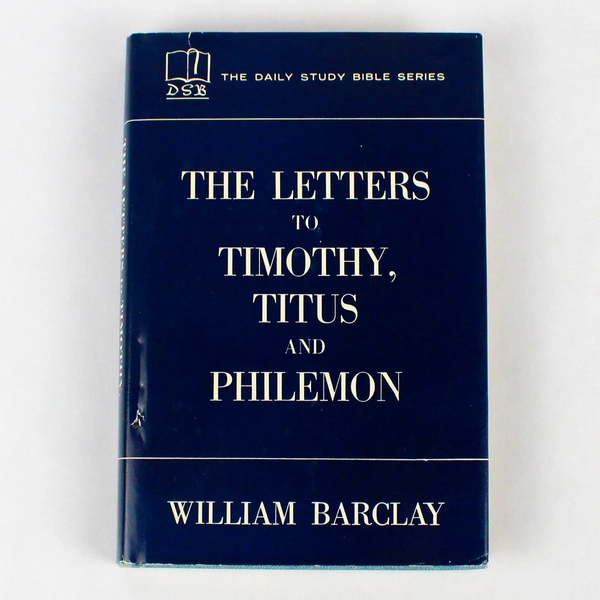 DSB
THE DAILY STUDY BIBLE SERIES
THE LETTERS
TO
TIMOTHY,
TITUS
AND
PHILEMON
WILLIAM BARCLAY